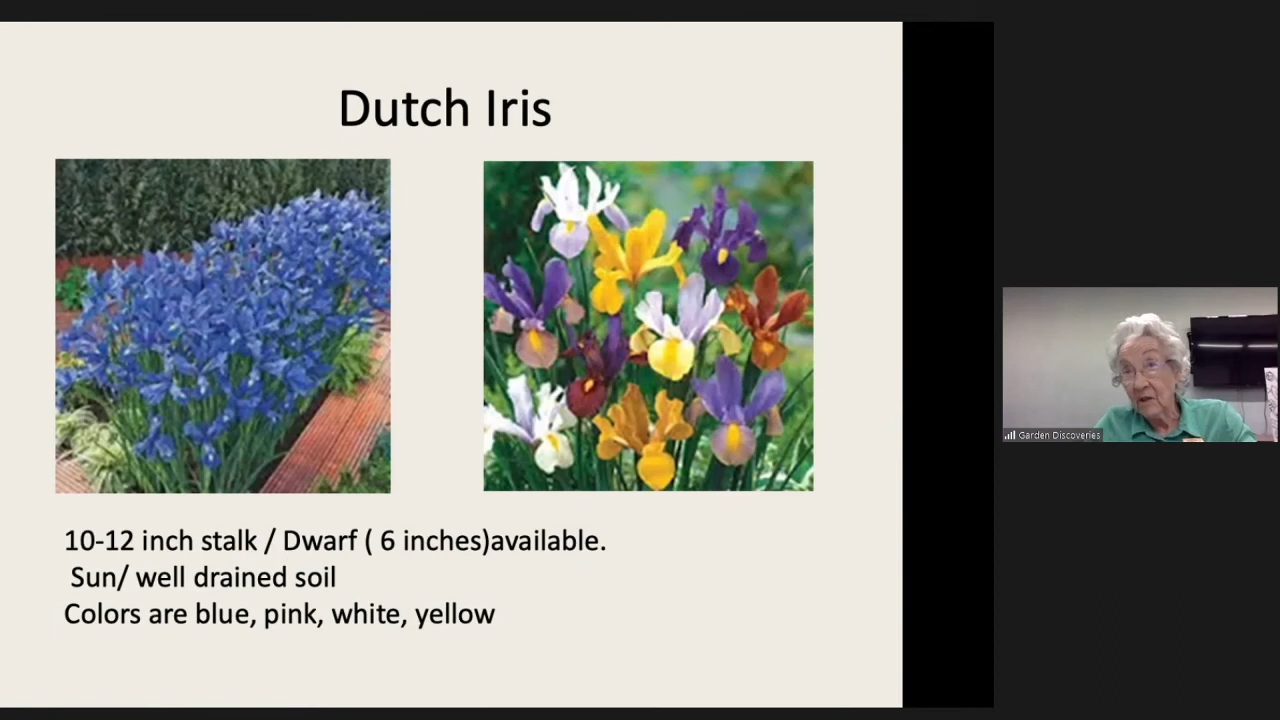 Dutch Iris
10-12 inch stalk / Dwarf ( 6 inches)available.
Sun/ well drained soil
Colors are blue, pink, white, yellow
Garden Discoveries